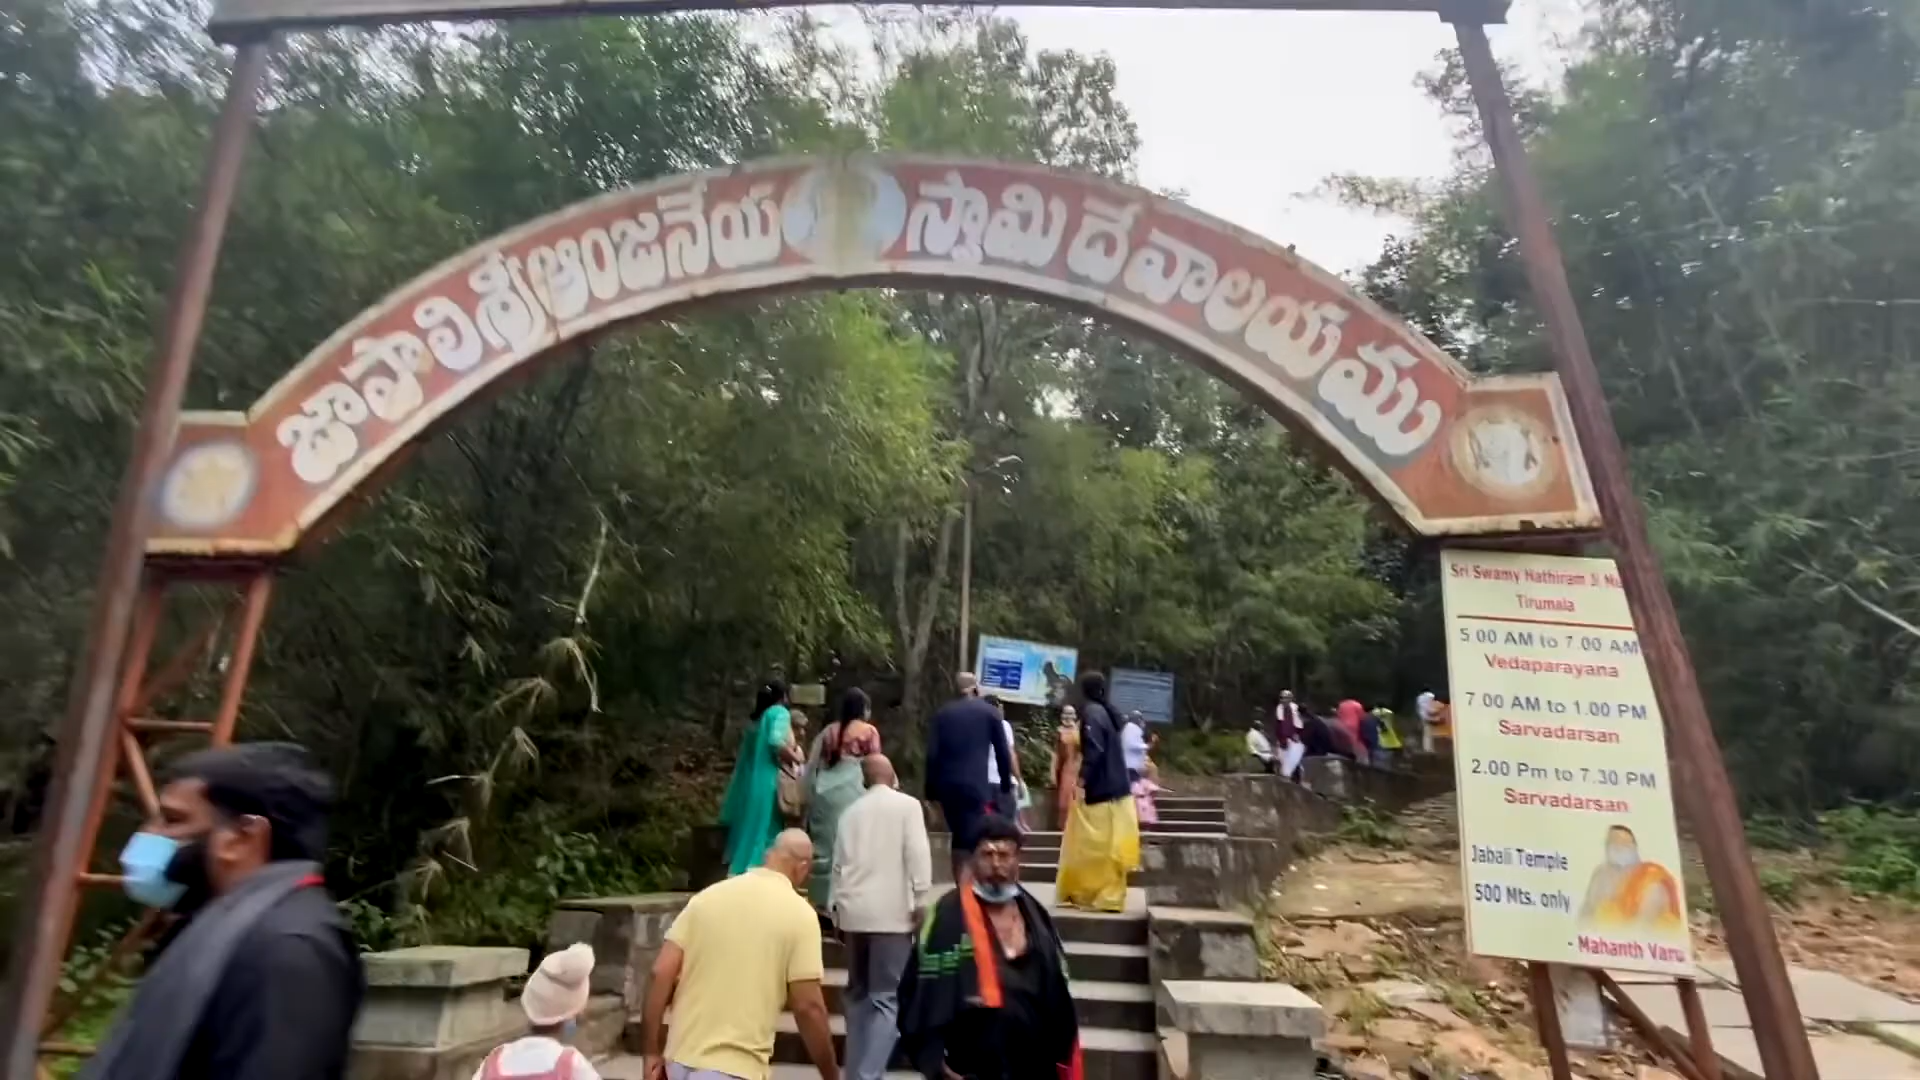 జాపాలి శ్రీ ఆంజనేయ స్వామి దేవాలయము
Sri Swamy Hathiram Ji
Tirumala
5.00 AM to 7.00 AM
Vedaparayana
7.00 AM to 1.00 PM
Sarvadarsan
2.00 Pm to 7.30 PM
Sarvadarsan
Jabali Temple
500 Mts. only
- Mahanth Varu